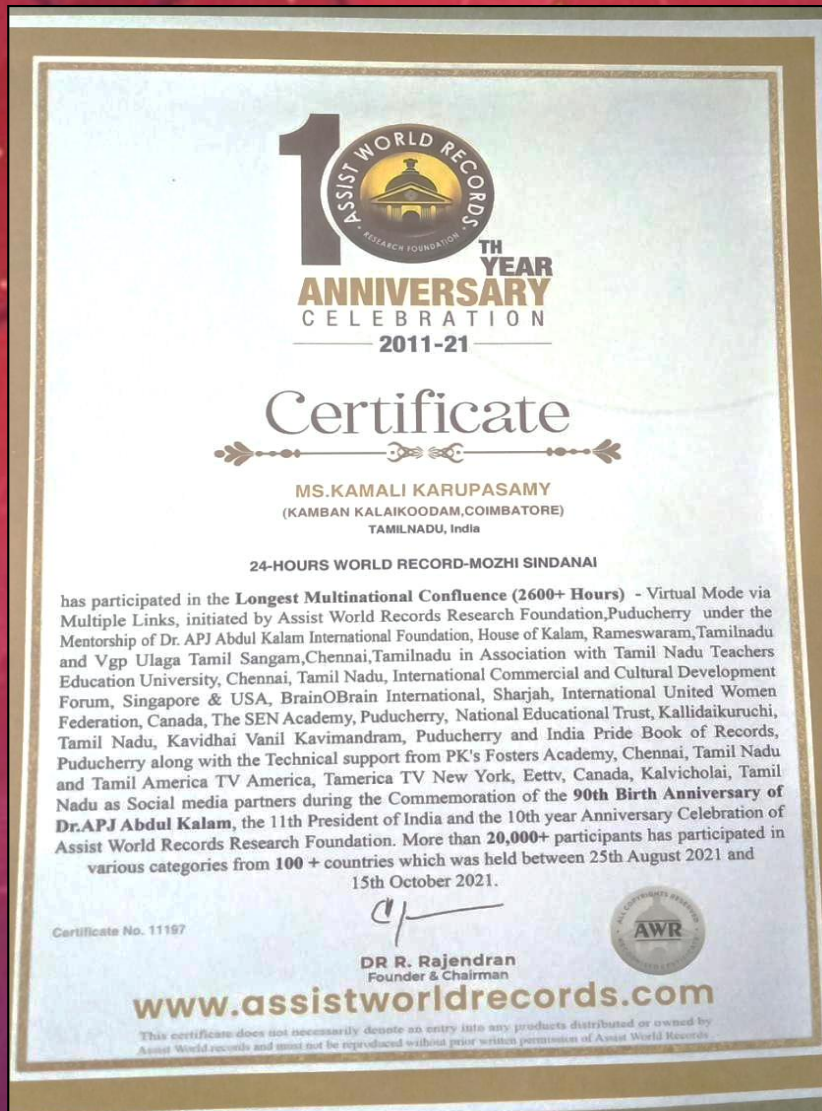 10
ASSIST WORLD RECORDS
RESEARCH FOUNDATION
TH
YEAR
ANNIVERSARY
CELEBRATION
2011-21
Certificate
MS.KAMALI KARUPASAMY
(KAMBAN KALAIKOODAM,COIMBATORE)
TAMILNADU, India
24-HOURS WORLD RECORD-MOZHI SINDANAI
has participated in the Longest Multinational Confluence (2600+ Hours) - Virtual Mode via
Multiple Links, initiated by Assist World Records Research Foundation,Puducherry under the
Mentorship of Dr. APJ Abdul Kalam International Foundation, House of Kalam, Rameswaram,Tamilnadu
and Vgp Ulaga Tamil Sangam,Chennai,Tamilnadu in Association with Tamil Nadu Teachers
Education University, Chennai, Tamil Nadu, International Commercial and Cultural Development
Forum, Singapore & USA, BrainOBrain International, Sharjah, International United Women
Federation, Canada, The SEN Academy, Puducherry, National Educational Trust, Kallidaikuruchi,
Tamil Nadu, Kavidhai Vanil Kavimandram, Puducherry and India Pride Book of Records,
Puducherry along with the Technical support from PK's Fosters Academy, Chennai, Tamil Nadu
and Tamil America TV America, Tamerica TV New York, Eettv, Canada, Kalvicholai, Tamil
Nadu as Social media partners during the Commemoration of the 90th Birth Anniversary of
Dr.APJ Abdul Kalam, the 11th President of India and the 10th year Anniversary Celebration of
Assist World Records Research Foundation. More than 20,000+ participants has participated in
various categories from 100 + countries which was held between 25th August 2021 and
15th October 2021.
Certificate No. 11197
ALL COPYRIGHTS RESERVED
AWR
DR R. Rajendran
Founder & Chairman
www.assistworldrecords.com
This certificate does not necessarily denote an entry into any products distributed or owned by
Assist World records and must not be reproduced without prior written permission of Assist World Records